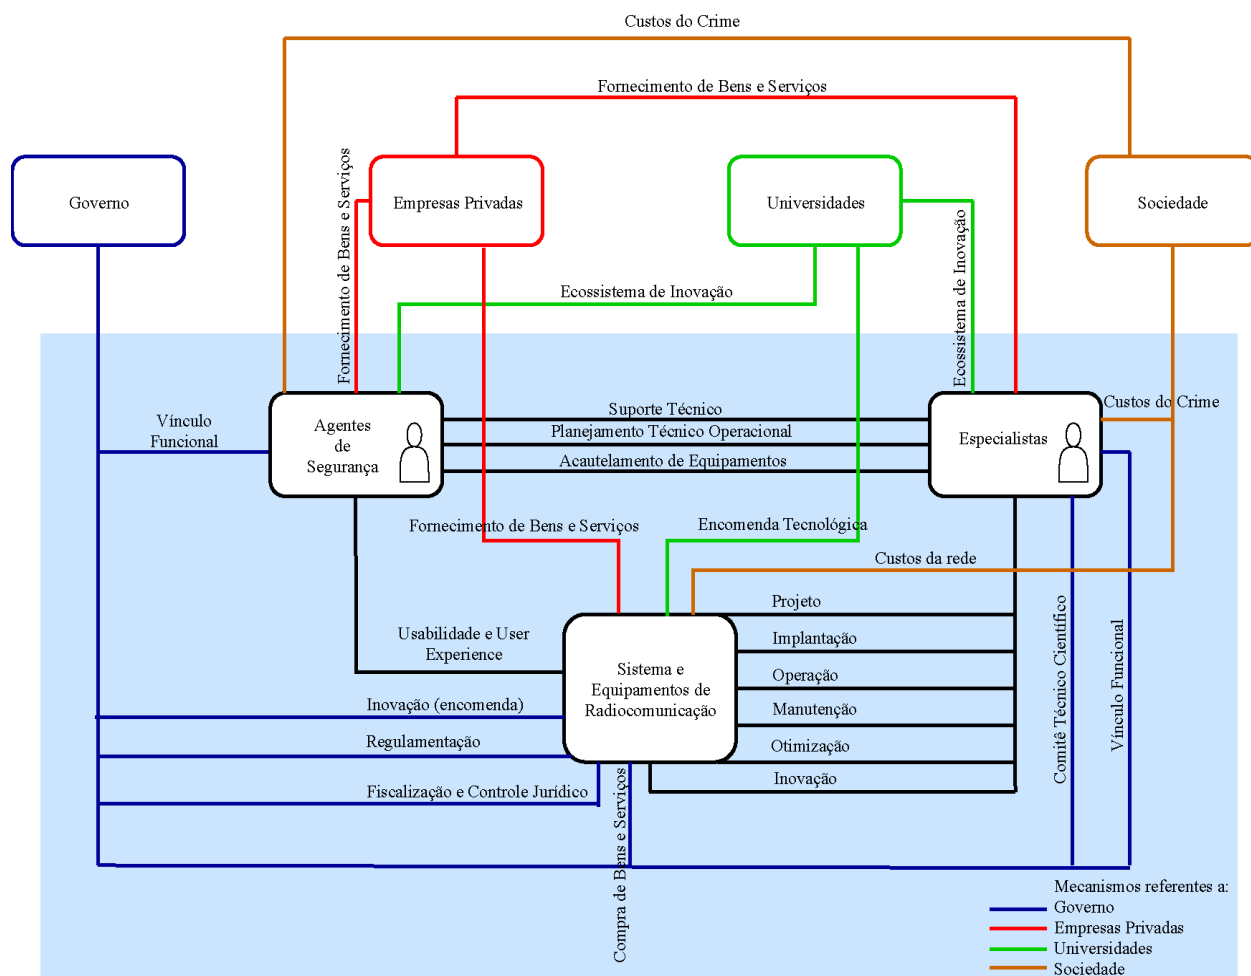 Custos do Crime
Fornecimento de Bens e Serviços
Governo
Fornecimento de Bens e Serviços
Empresas Privadas
Universidades
Ecossistema de Inovação
Sociedade
Ecossistema de Inovação
Vínculo
Funcional
Agentes
de
Segurança
Suporte Técnico
Planejamento Técnico Operacional
Acautelamento de Equipamentos
Especialistas
Custos do Crime
Fornecimento de Bens e Serviços
Encomenda Tecnológica
Custos da rede
Usabilidade e User
Experience
Sistema e
Equipamentos de
Radiocomunicação
Projeto
Implantação
Operação
Manutenção
Otimização
Inovação
Comitê Técnico Científico
Vínculo Funcional
Inovação (encomenda)
Regulamentação
Fiscalização e Controle Jurídico
Compra de Bens e Serviços
Mecanismos referentes a:
Governo
Empresas Privadas
Universidades
Sociedade